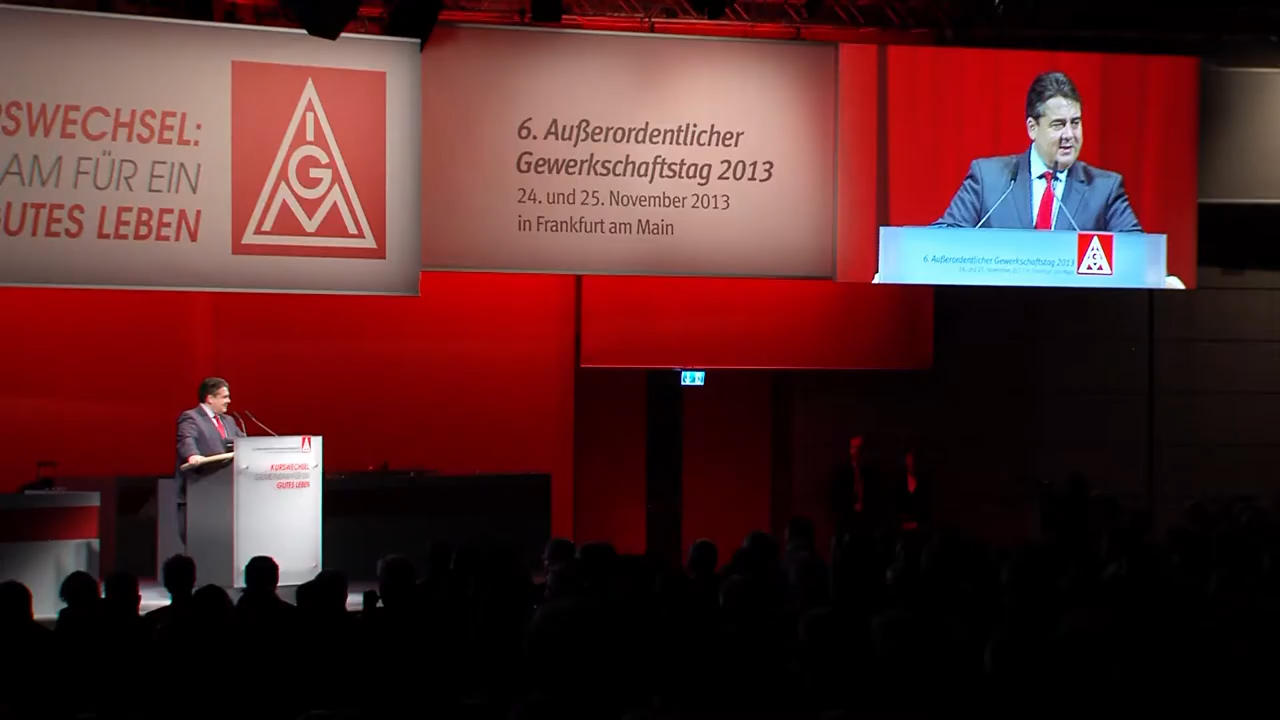 RSWECHSEL:
AM FÜR EIN
GUTES LEBEN
IGM
6. Außerordentlicher
Gewerkschaftstag 2013
24. und 25. November 2013
in Frankfurt am Main
6. Außerordentlicher Gewerkschaftstag 2013
IGM
KURSWECHSEL:
GUTES LEBEN